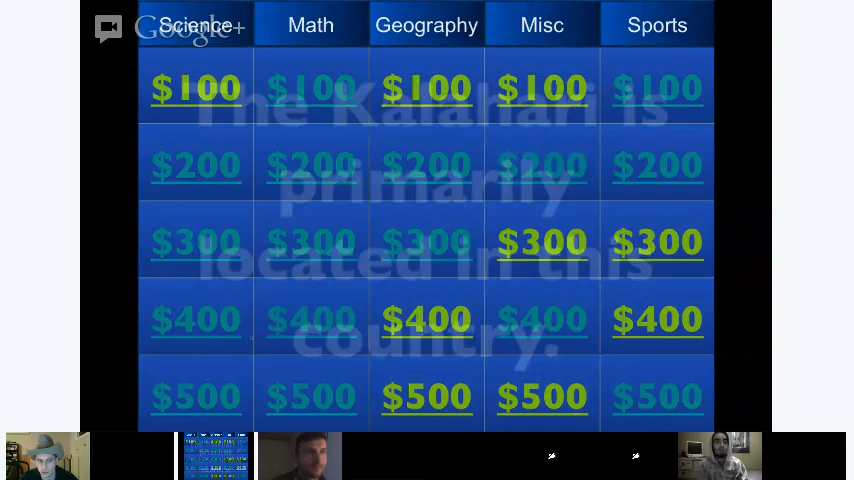 Google+
Science Math Geography Misc Sports
$100 $100 $100 $100 $100
$200 $200 $200 $200 $200
$300 $300 $300 $300 $300
$400 $400 $400 $400 $400
$500 $500 $500 $500 $500
The Kalahari is
primarily
located in this
country.